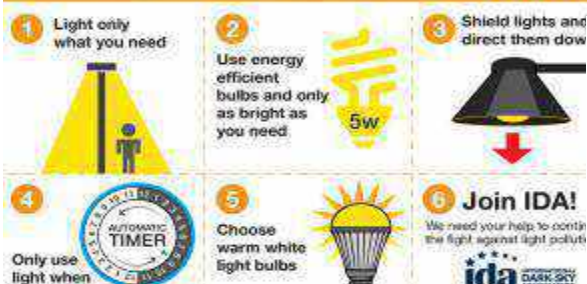 1
Light only
what you need
2
Use energy
efficient
bulbs and only
as bright as
you need
5w
3
Shield lights and
direct them dow
4
Only use
light when
AUTOMATIC
TIMER
5
Choose
warm white
light bulbs
6
Join IDA!
We need your help to contin
the fight against light pollutio
ida
INTERNATIONAL
DARK-SKY